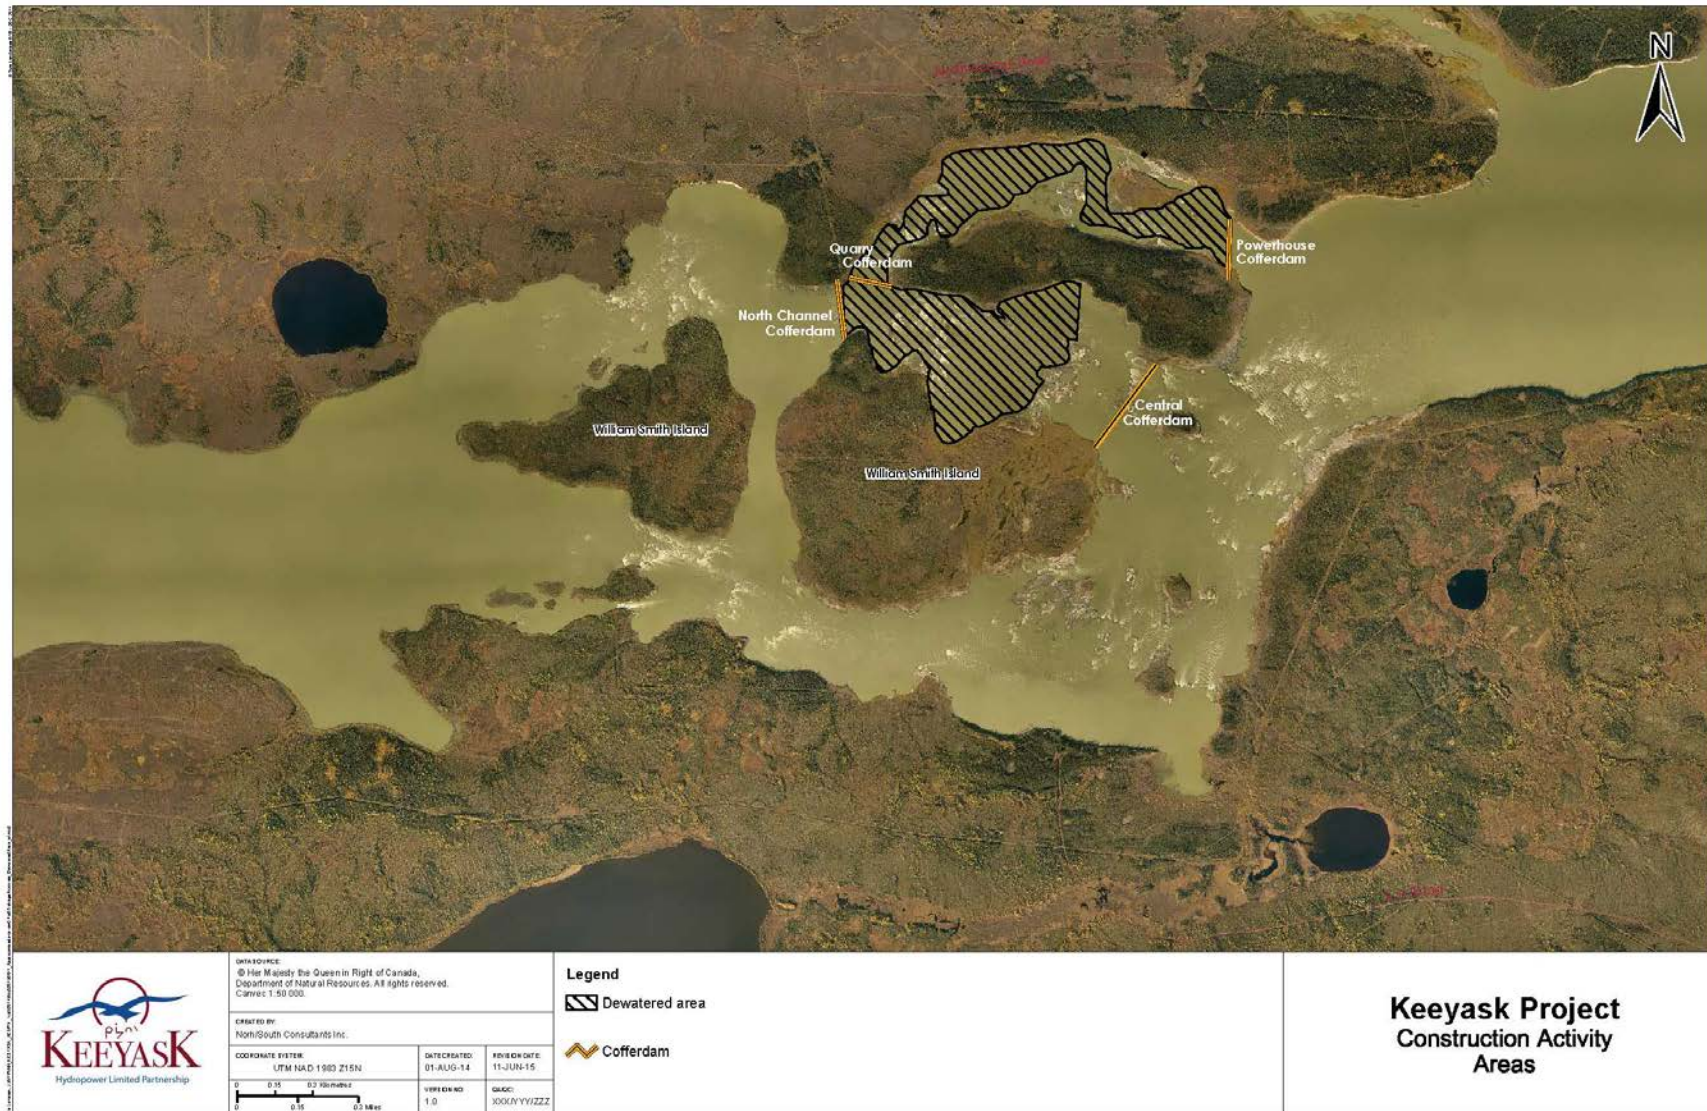 N
Quarry
Cofferdam
Powerhouse
Cofferdam
North Channel
Cofferdam
Central
Cofferdam
William Smith Island
William Smith Island
KEEYASK
Hydropower Limited Partnership
DATA SOURCE:
© Her Majesty the Queen in Right of Canada,
Department of Natural Resources. All rights reserved.
Canvec 1:50 000.
CREATED BY:
North/South Consultants Inc.
COORDINATE SYSTEM:
UTM NAD 1983 Z15N
DATE CREATED:
01-AUG-14
REVISION DATE:
11-JUN-15
VERSION NO:
1.0
QA/QC:
XXX/YYY/ZZZ
Legend
Dewatered area
Cofferdam
Keeyask Project
Construction Activity
Areas